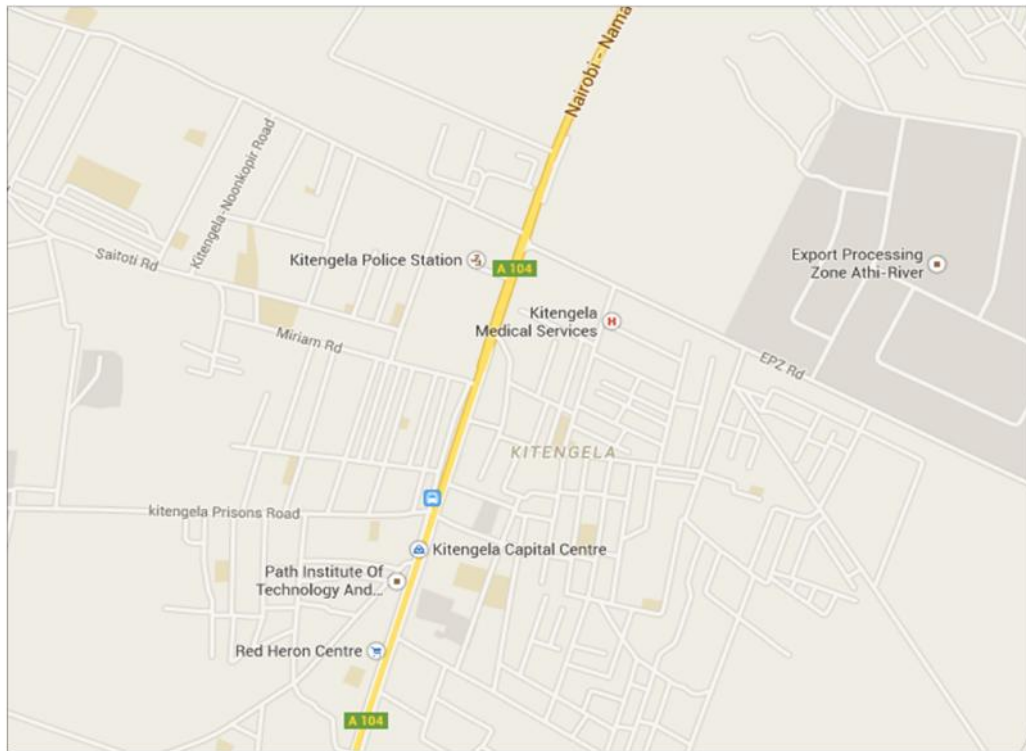 Nairobi - Nama
Kitengela-Noonkopir Road
Saitoti Rd
Kitengela Police Station
A 104
Export Processing
Zone Athi-River
Kitengela
Medical Services
H
Miriam Rd
EPZ Rd
KITENGELA
kitengela Prisons Road
Kitengela Capital Centre
Path Institute Of
Technology And...
Red Heron Centre
A 104